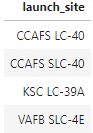 launch_site
CCAFS LC-40
CCAFS SLC-40
KSC LC-39A
VAFB SLC-4E